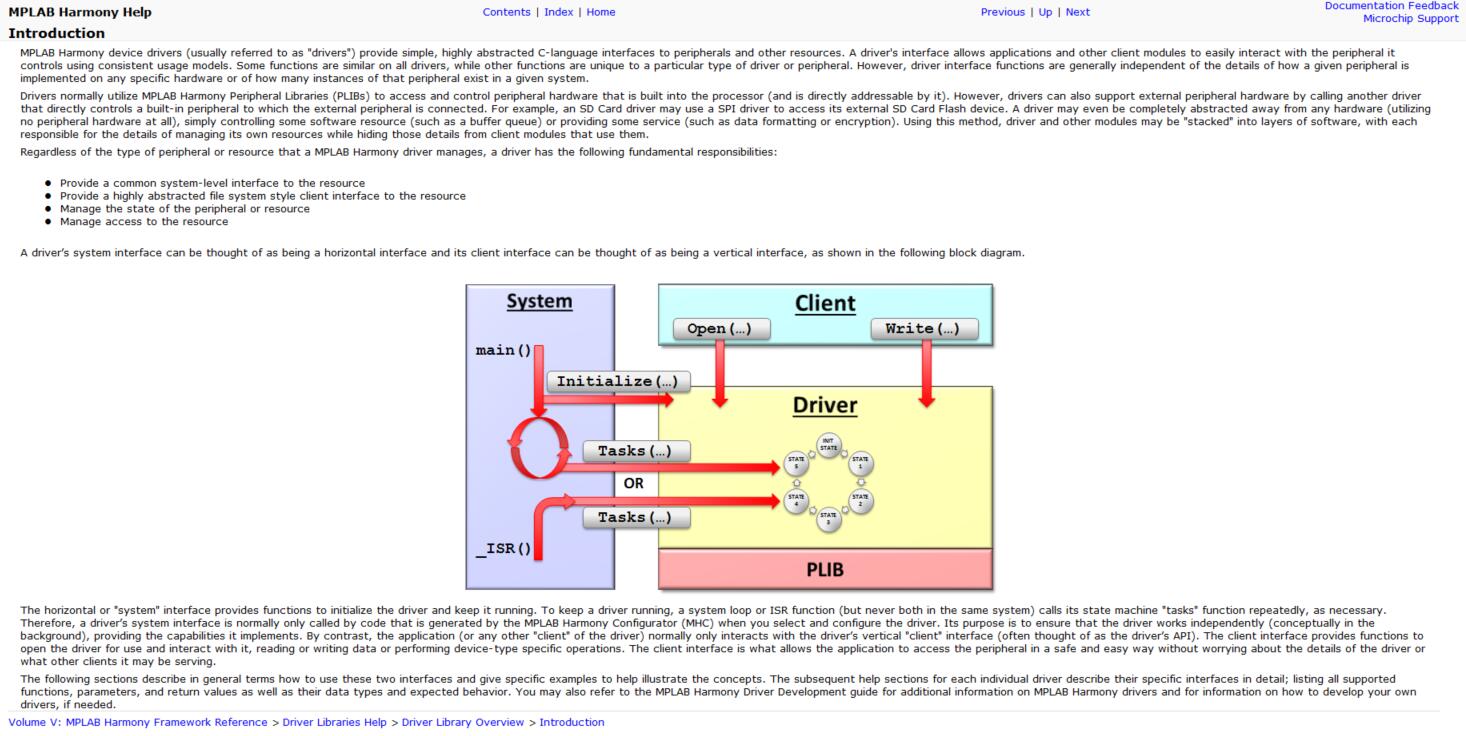 MPLAB Harmony Help
Contents | Index | Home
Previous | Up | Next
Documentation Feedback
Microchip Support
Introduction
MPLAB Harmony device drivers (usually referred to as "drivers") provide simple, highly abstracted C-language interfaces to peripherals and other resources. A driver's interface allows applications and other client modules to easily interact with the peripheral it
controls using consistent usage models. Some functions are similar on all drivers, while other functions are unique to a particular type of driver or peripheral. However, driver interface functions are generally independent of the details of how a given peripheral is
implemented on any specific hardware or of how many instances of that peripheral exist in a given system.
Drivers normally utilize MPLAB Harmony Peripheral Libraries (PLIBs) to access and control peripheral hardware that is built into the processor (and is directly addressable by it). However, drivers can also support external peripheral hardware by calling another driver
that directly controls a built-in peripheral to which the external peripheral is connected. For example, an SD Card driver may use a SPI driver to access its external SD Card Flash device. A driver may even be completely abstracted away from any hardware (utilizing
no peripheral hardware at all), simply controlling some software resource (such as a buffer queue) or providing some service (such as data formatting or encryption). Using this method, driver and other modules may be "stacked" into layers of software, with each
responsible for the details of managing its own resources while hiding those details from client modules that use them.
Regardless of the type of peripheral or resource that a MPLAB Harmony driver manages, a driver has the following fundamental responsibilities:
● Provide a common system-level interface to the resource
● Provide a highly abstracted file system style client interface to the resource
● Manage the state of the peripheral or resource
● Manage access to the resource
A driver's system interface can be thought of as being a horizontal interface and its client interface can be thought of as being a vertical interface, as shown in the following block diagram.
System
Client
Open(…)
Write(…)
main()
Initialize(…)
Driver
Tasks(…)
OR
Tasks(…)
_ISR()
INIT
STATE
STATE
1
STATE
2
STATE
3
STATE
4
STATE
5
PLIB
The horizontal or "system" interface provides functions to initialize the driver and keep it running. To keep a driver running, a system loop or ISR function (but never both in the same system) calls its state machine "tasks" function repeatedly, as necessary.
Therefore, a driver's system interface is normally only called by code that is generated by the MPLAB Harmony Configurator (MHC) when you select and configure the driver. Its purpose is to ensure that the driver works independently (conceptually in the
background), providing the capabilities it implements. By contrast, the application (or any other "client" of the driver) normally only interacts with the driver's vertical "client" interface (often thought of as the driver's API). The client interface provides functions to
open the driver for use and interact with it, reading or writing data or performing device-type specific operations. The client interface is what allows the application to access the peripheral in a safe and easy way without worrying about the details of the driver or
what other clients it may be serving.
The following sections describe in general terms how to use these two interfaces and give specific examples to help illustrate the concepts. The subsequent help sections for each individual driver describe their specific interfaces in detail; listing all supported
functions, parameters, and return values as well as their data types and expected behavior. You may also refer to the MPLAB Harmony Driver Development guide for additional information on MPLAB Harmony drivers and for information on how to develop your own
drivers, if needed.
Volume V: MPLAB Harmony Framework Reference > Driver Libraries Help > Driver Library Overview > Introduction